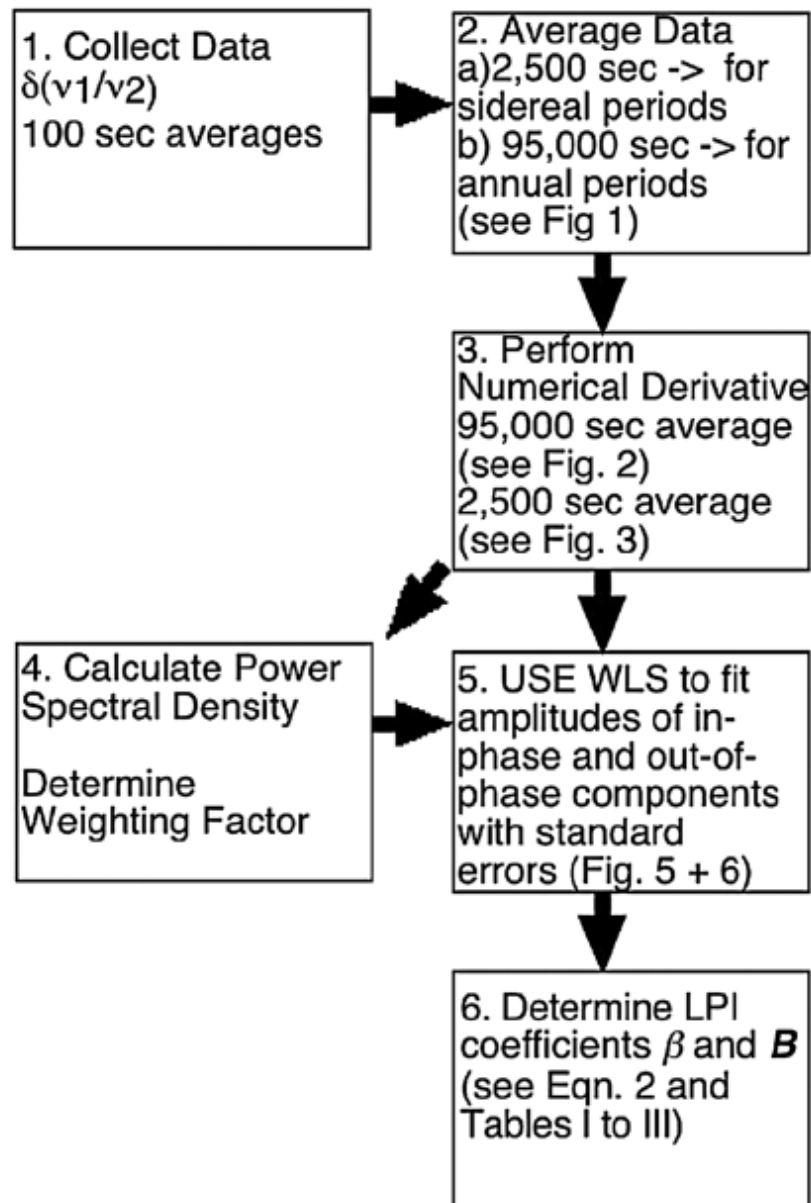 1. Collect Data
δ(ν1/ν2)
100 sec averages
2. Average Data
a)2,500 sec -> for
sidereal periods
b) 95,000 sec -> for
annual periods
(see Fig 1)
3. Perform
Numerical Derivative
95,000 sec average
(see Fig. 2)
2,500 sec average
(see Fig. 3)
4. Calculate Power
Spectral Density
Determine
Weighting Factor
5. USE WLS to fit
amplitudes of in-
phase and out-of-
phase components
with standard
errors (Fig. 5 + 6)
6. Determine LPI
coefficients β and B
(see Eqn. 2 and
Tables I to III)